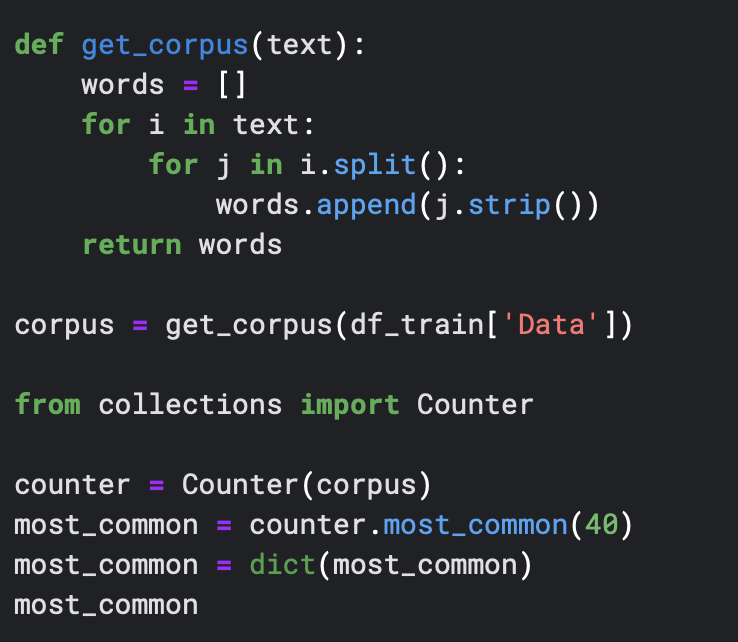 def get_corpus(text):
    words = []
    for i in text:
        for j in i.split():
            words.append(j.strip())
    return words

corpus = get_corpus(df_train['Data'])

from collections import Counter

counter = Counter(corpus)
most_common = counter.most_common(40)
most_common = dict(most_common)
most_common